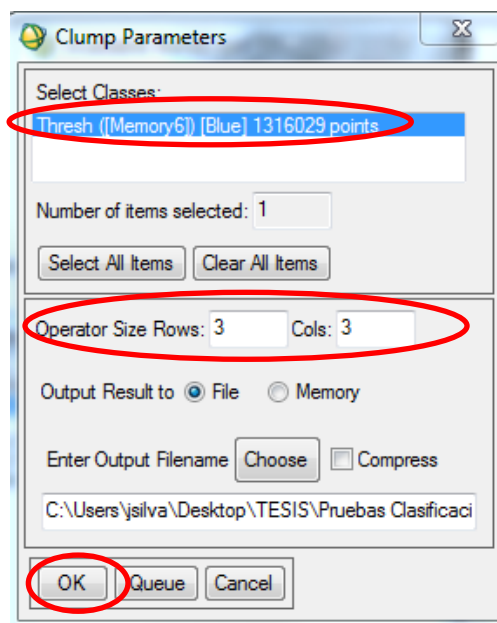 Clump Parameters
Select Classes:
Thresh ([Memory6]) [Blue] 1316029 points
Number of items selected: 1
Select All Items Clear All Items
Operator Size Rows: 3 Cols: 3
Output Result to File Memory
Enter Output Filename Choose Compress
C:\Users\jsilva\Desktop\TESIS\Pruebas Clasificaci
OK Queue Cancel